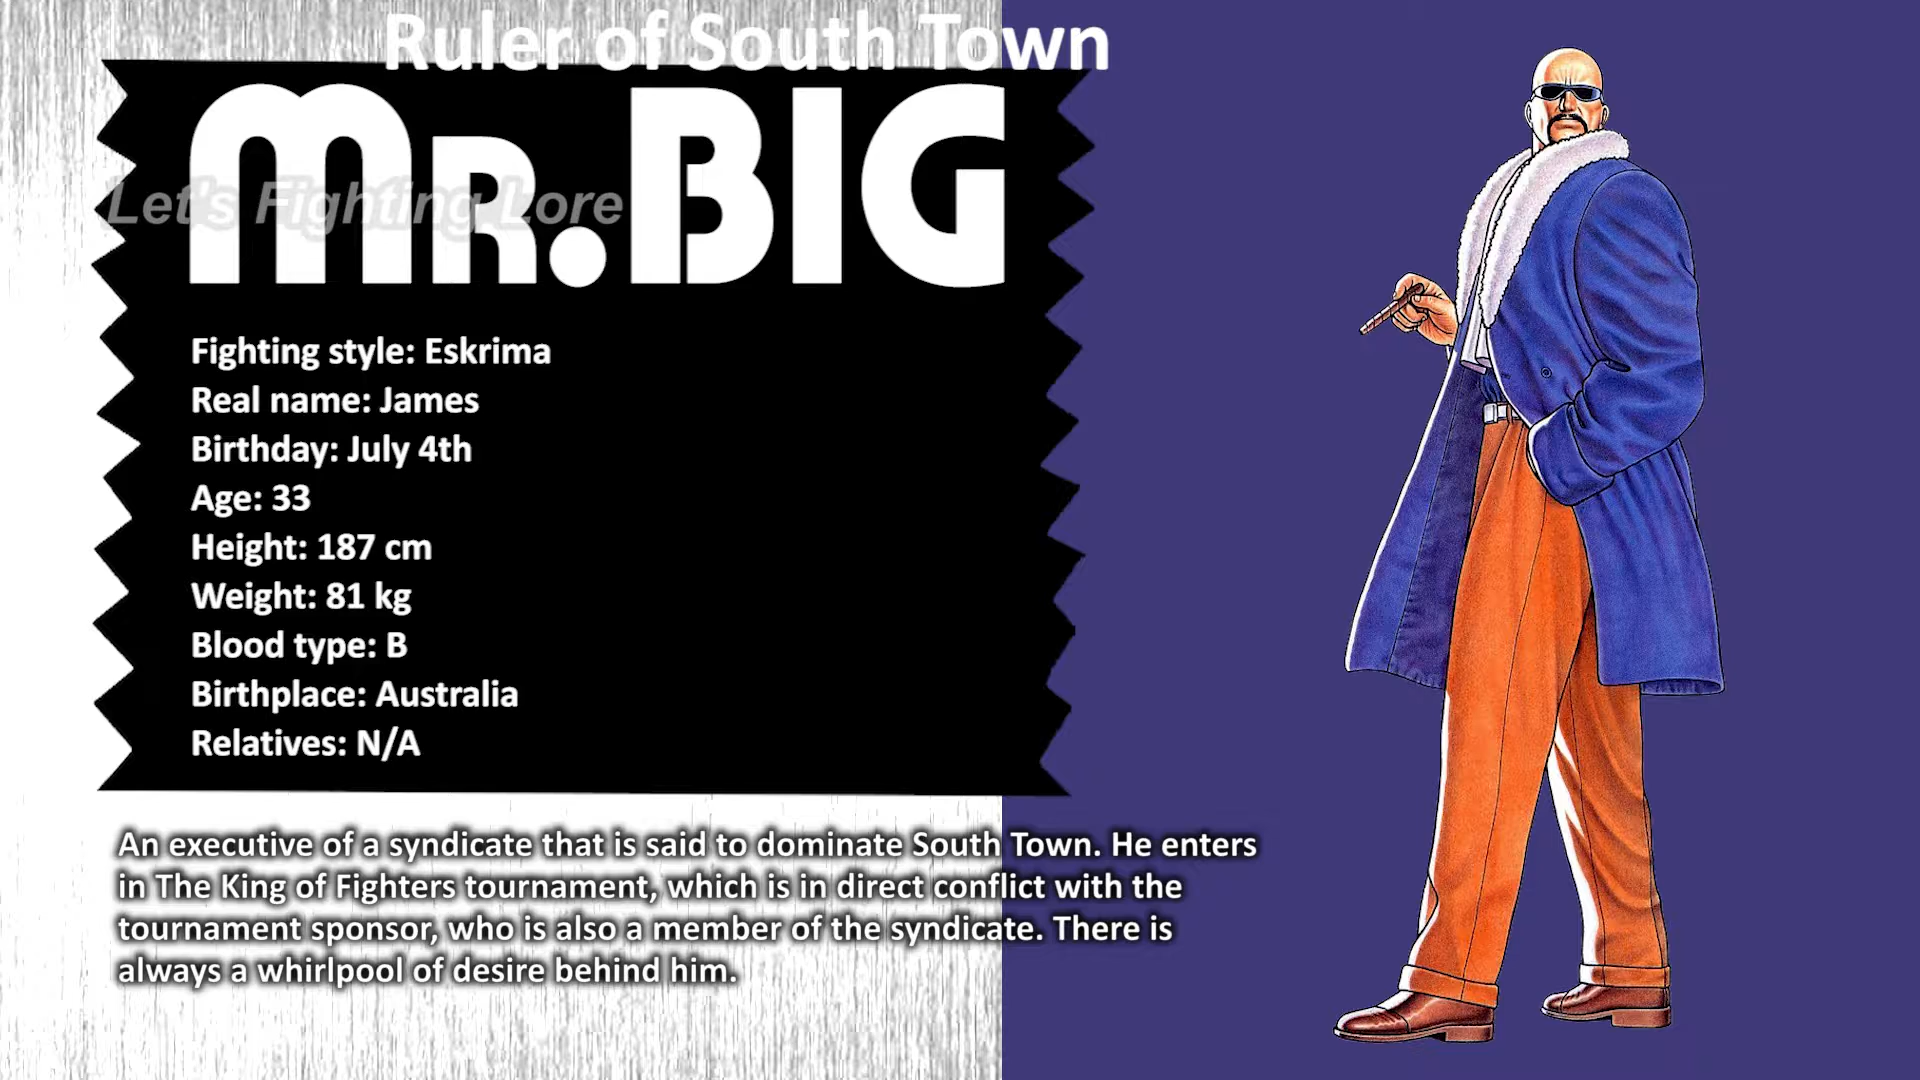 Ruler of South Town
MR.BIG
Let's Fighting Lore
Fighting style: Eskrima
Real name: James
Birthday: July 4th
Age: 33
Height: 187 cm
Weight: 81 kg
Blood type: B
Birthplace: Australia
Relatives: N/A
An executive of a syndicate that is said to dominate South Town. He enters
in The King of Fighters tournament, which is in direct conflict with the
tournament sponsor, who is also a member of the syndicate. There is
always a whirlpool of desire behind him.